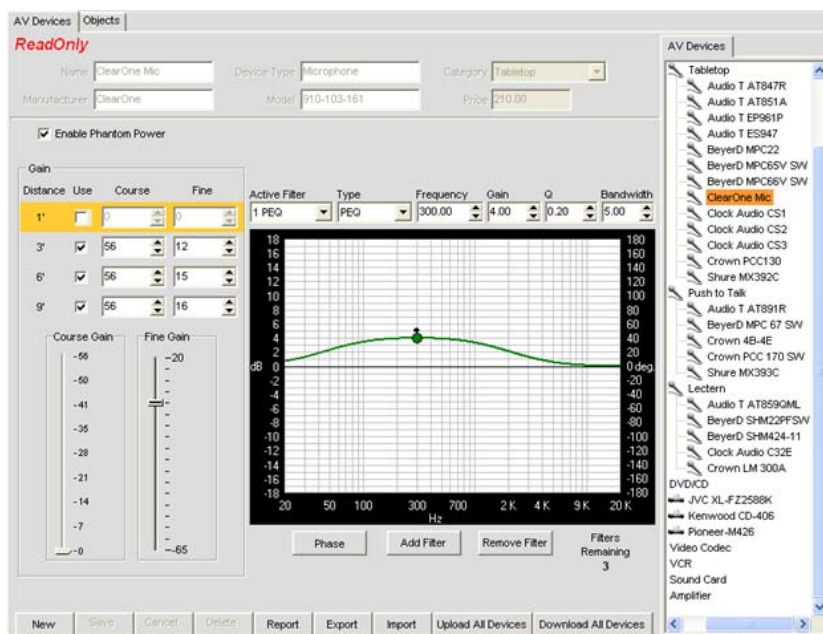 AV Devices Objects
ReadOnly
Name ClearOne Mic Device Type Microphone Category Tabletop
Manufacturer ClearOne Model 910-103-161 Price 210.00
Enable Phantom Power
Gain
Distance Use Course Fine
1' 0 0
3' 56 12
6' 56 15
9' 56 16
Course Gain Fine Gain
-56
-50
-41
-35
-28
-21
-14
-7
-0
-20
-65
Active Filter Type Frequency Gain Q Bandwidth
1 PEQ PEQ 300.00 4.00 0.20 5.00
18 180
16 160
14 140
12 120
10 100
8 80
6 60
4 40
2 20
dB 0 0 deg.
-2 -20
-4 -40
-6 -60
-8 -80
-10 -100
-12 -120
-14 -140
-16 -160
-18 -180
20 50 100 300 700 2 K 4 K 9 K 20 K
Hz
Phase Add Filter Remove Filter Filters Remaining
3
New Save Cancel Delete Report Export Import Upload All Devices Download All Devices
AV Devices
Tabletop
Audio T AT847R
Audio T AT851A
Audio T EP961P
Audio T ES947
BeyerD MPC22
BeyerD MPC65V SW
BeyerD MPC66V SW
ClearOne Mic
Clock Audio CS1
Clock Audio CS2
Clock Audio CS3
Crown PCC130
Shure MX392C
Push to Talk
Audio T AT891R
BeyerD MPC 67 SW
Crown 4B-4E
Crown PCC 170 SW
Shure MX393C
Lectern
Audio T AT859QML
BeyerD SHM22PFSW
BeyerD SHM424-11
Clock Audio C32E
Crown LM 300A
DVD/CD
JVC XL-FZ258BK
Kenwood CD-406
Pioneer-M426
Video Codec
VCR
Sound Card
Amplifier